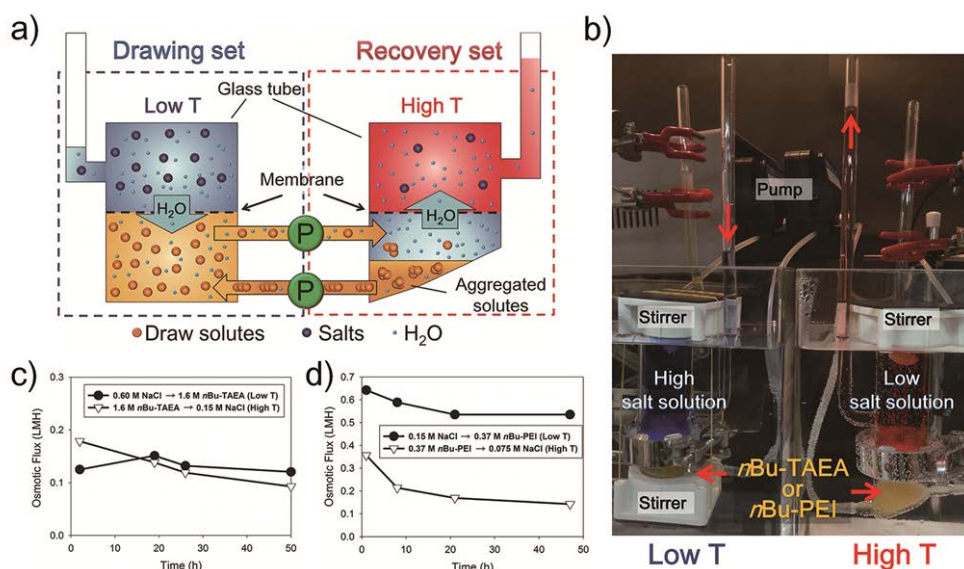 a)
Drawing set
Recovery set
Glass tube
Low T
High T
Membrane
H₂O
H₂O
P
P
Aggregated
solutes
Draw solutes
Salts
H₂O
b)
Pump
Stirrer
Stirrer
High
salt solution
Low
salt solution
nBu-TAEA
or
nBu-PEI
Stirrer
Low T
High T
c)
0.3
0.2
0.1
0.0
0 10 20 30 40 50
Osmotic Flux (LMH)
Time (h)
0.60 M NaCl → 1.6 M nBu-TAEA (Low T)
1.6 M nBu-TAEA → 0.15 M NaCl (High T)
d)
0.7
0.6
0.5
0.4
0.3
0.2
0.1
0.0
0 10 20 30 40 50
Osmotic Flux (LMH)
Time (h)
0.15 M NaCl → 0.37 M nBu-PEI (Low T)
0.37 M nBu-PEI → 0.075 M NaCl (High T)